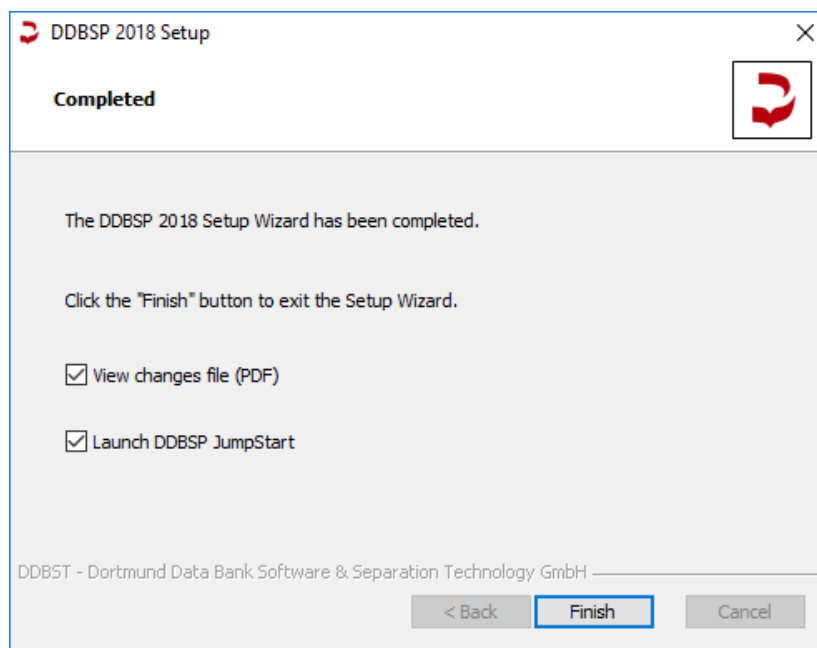 DDBSP 2018 Setup
Completed
The DDBSP 2018 Setup Wizard has been completed.
Click the "Finish" button to exit the Setup Wizard.
View changes file (PDF)
Launch DDBSP JumpStart
DDBST - Dortmund Data Bank Software & Separation Technology GmbH
< Back Finish Cancel